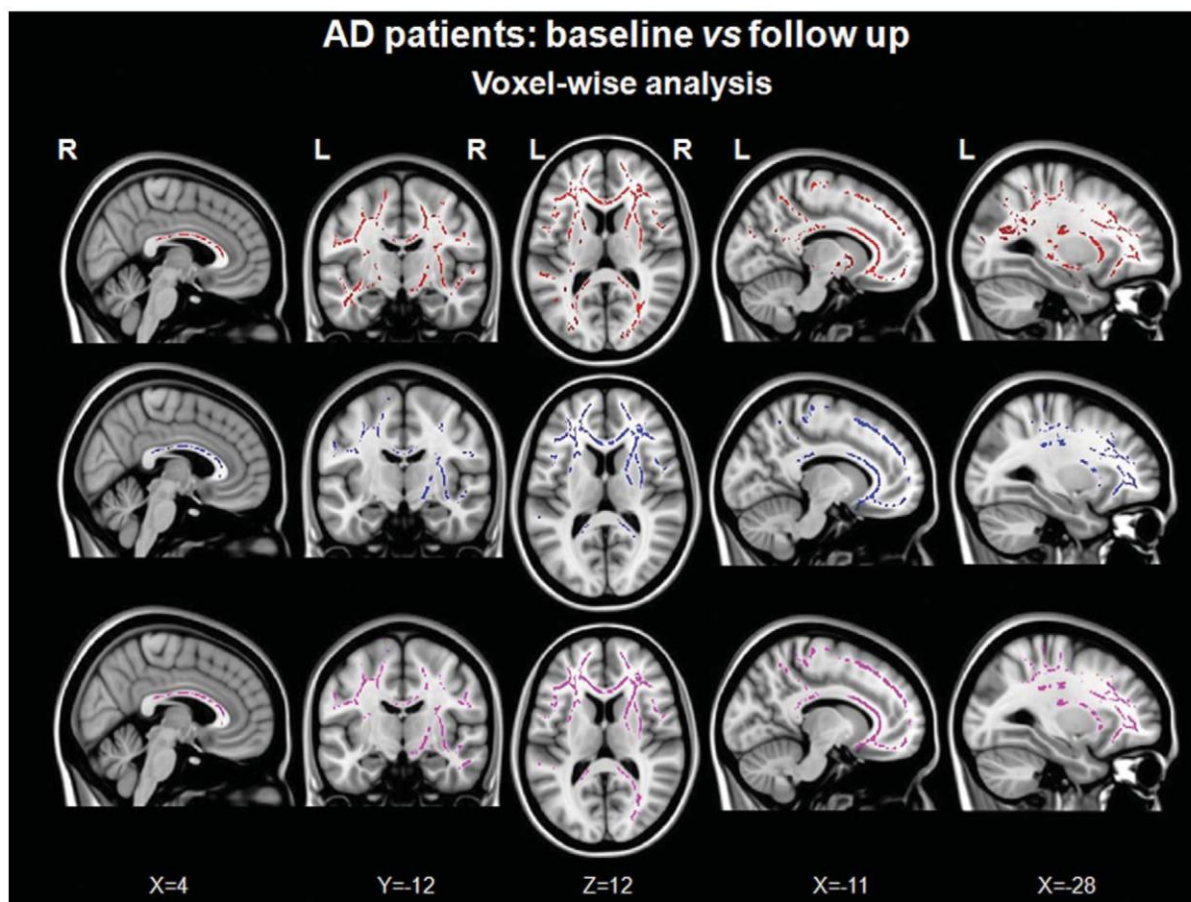 AD patients: baseline vs follow up
Voxel-wise analysis
R L R L R L L
X=4 Y=-12 Z=12 X=-11 X=-28